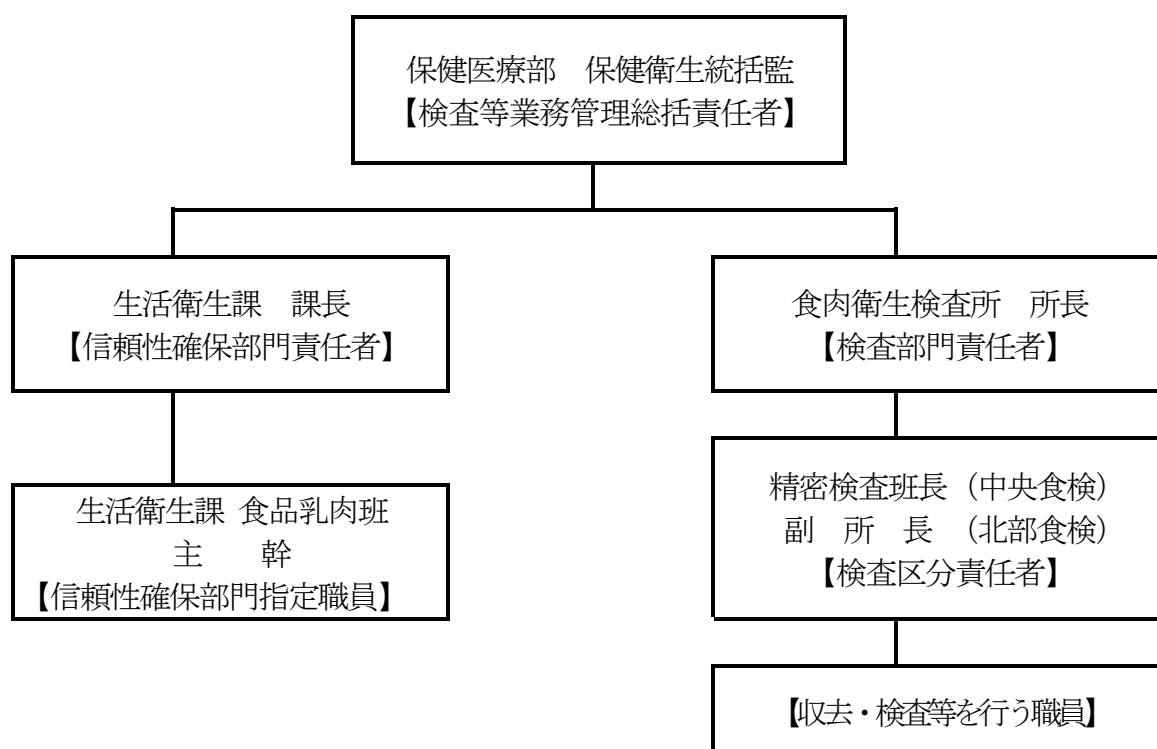 保健医療部　保健衛生統括監
【検査等業務管理総括責任者】
生活衛生課　課長
【信頼性確保部門責任者】
食肉衛生検査所　所長
【検査部門責任者】
生活衛生課 食品乳肉班
主　　幹
【信頼性確保部門指定職員】
精密検査班長（中央食検）
副　所　長　（北部食検）
【検査区分責任者】
【収去・検査等を行う職員】